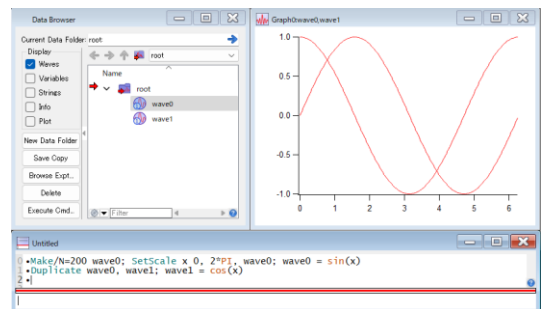 Data Browser
Current Data Folder: root:
Display
Waves
Variables
Strings
Info
Plot
New Data Folder
Save Copy
Browse Expt...
Delete
Execute Cmd...
root
Name
root
wave0
wave1
Filter
Graph0:wave0,wave1
1.0
0.5
0.0
-0.5
-1.0
0 1 2 3 4 5 6
Untitled
0 •Make/N=200 wave0; SetScale x 0, 2*PI, wave0; wave0 = sin(x)
1 •Duplicate wave0, wave1; wave1 = cos(x)
2 •